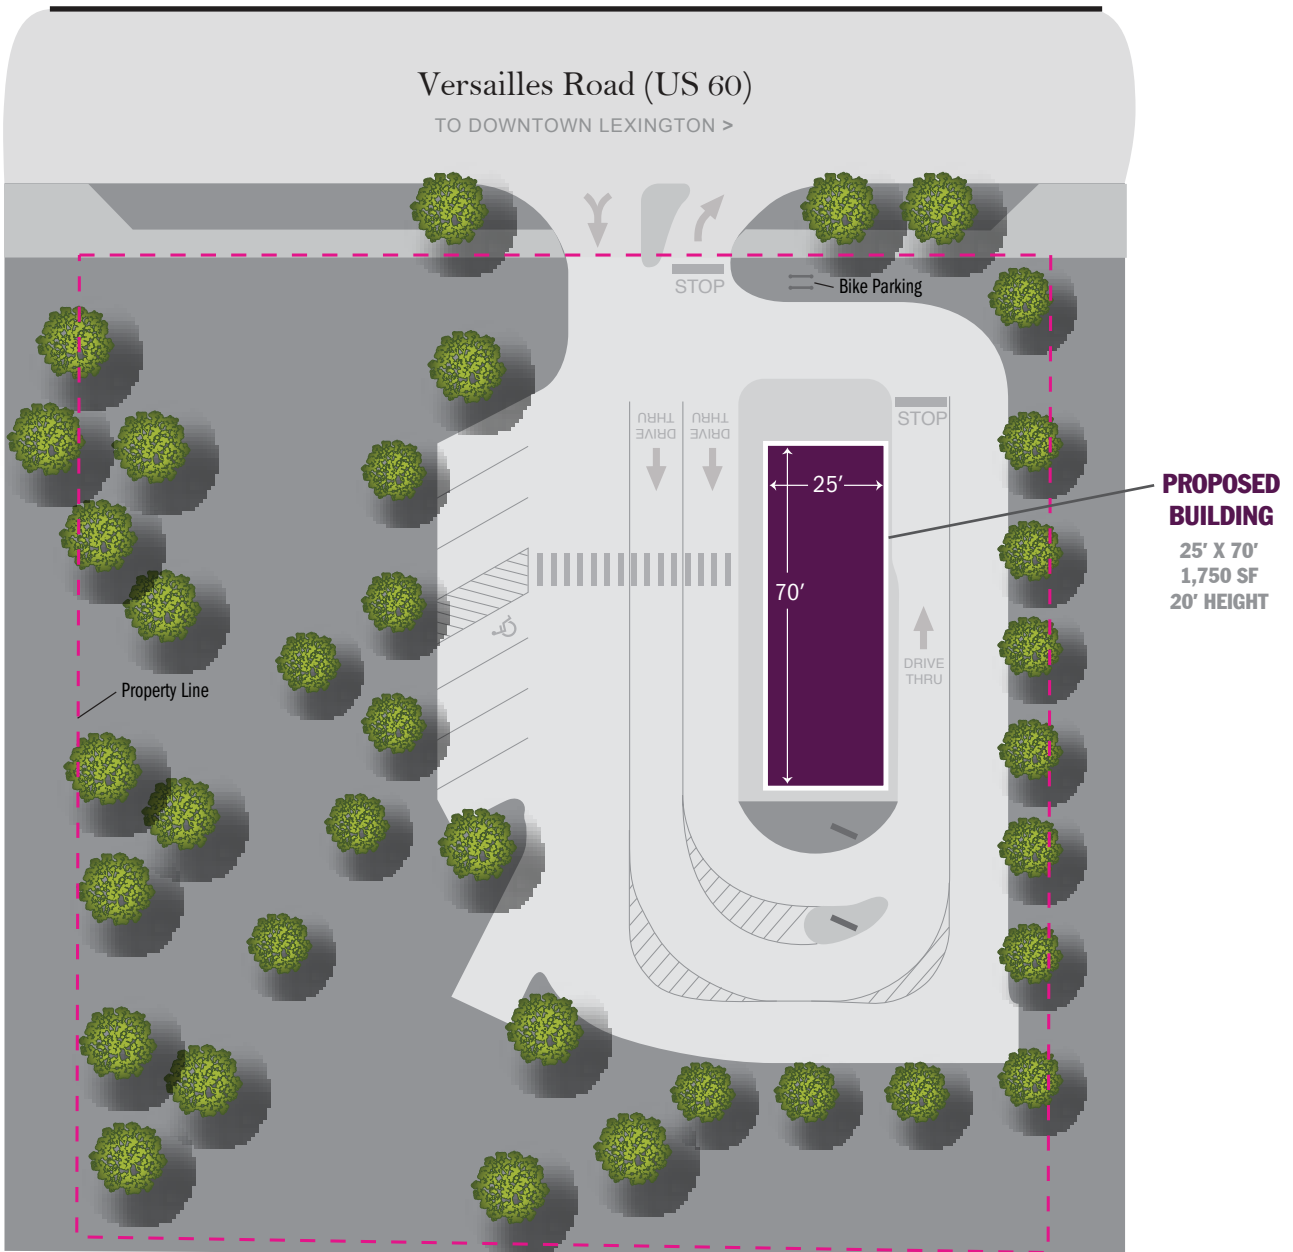 Versailles Road (US 60)
TO DOWNTOWN LEXINGTON >
STOP
Bike Parking
DRIVE
THRU
DRIVE
THRU
STOP
25′
70′
PROPOSED
BUILDING
25′ X 70′
1,750 SF
20′ HEIGHT
DRIVE
THRU
Property Line